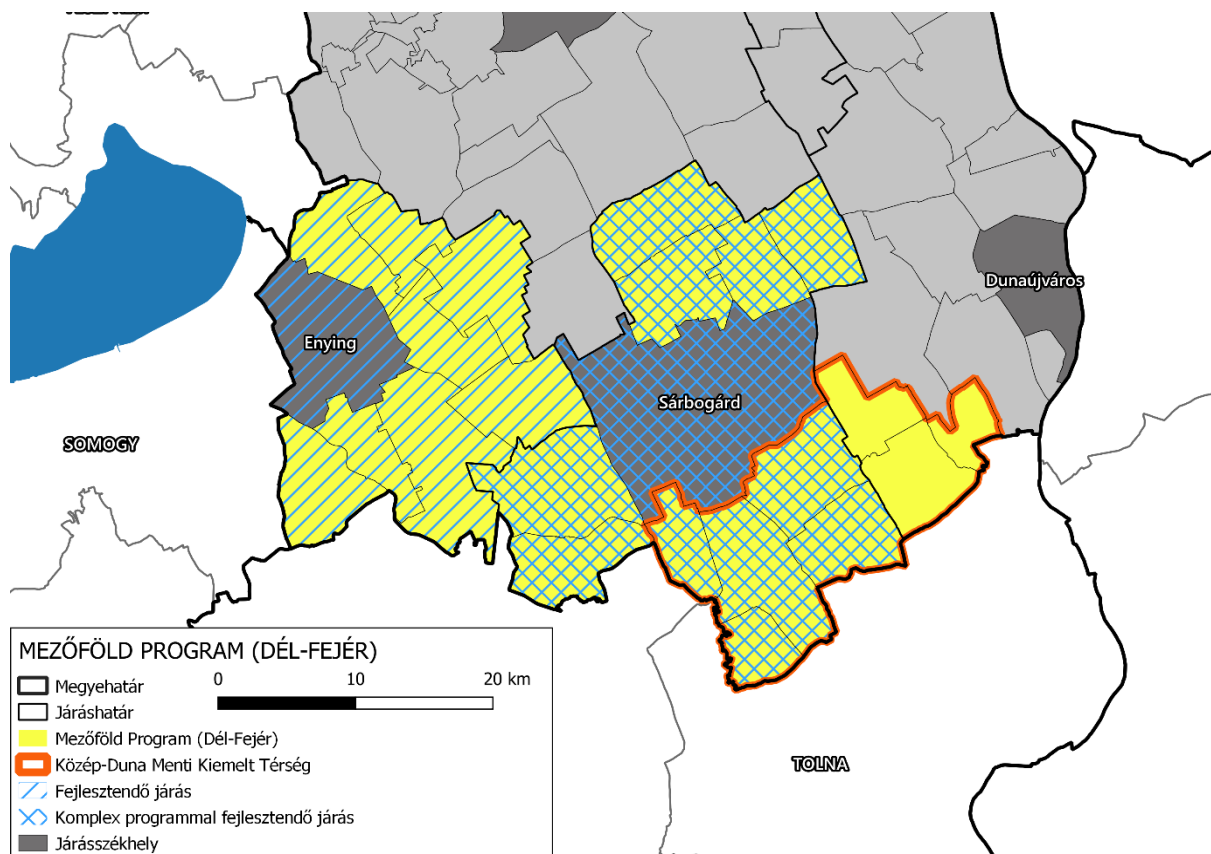 Dunaújváros
Enying
Sárbogárd
SOMOGY
TOLNA
MEZŐFÖLD PROGRAM (DÉL-FEJÉR)
Megyehatár
0 10 20 km
Járáshatár
Mezőföld Program (Dél-Fejér)
Közép-Duna Menti Kiemelt Térség
Fejlesztendő járás
Komplex programmal fejlesztendő járás
Járásszékhely